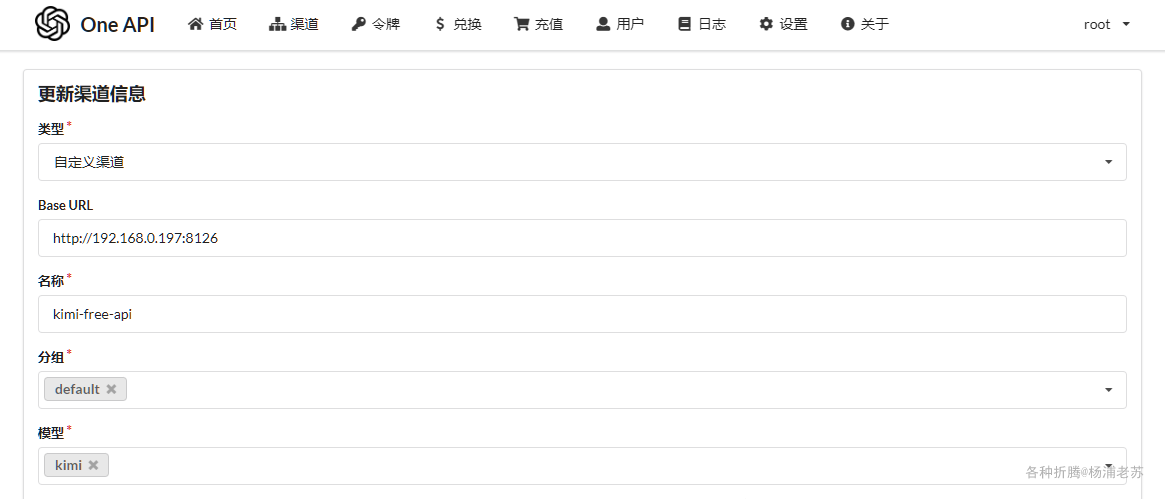 One API 首页 渠道 令牌 兑换 充值 用户 日志 设置 关于 root
更新渠道信息
类型*
自定义渠道
Base URL
http://192.168.0.197:8126
名称*
kimi-free-api
分组*
default
模型*
kimi
各种折腾@杨浦老苏